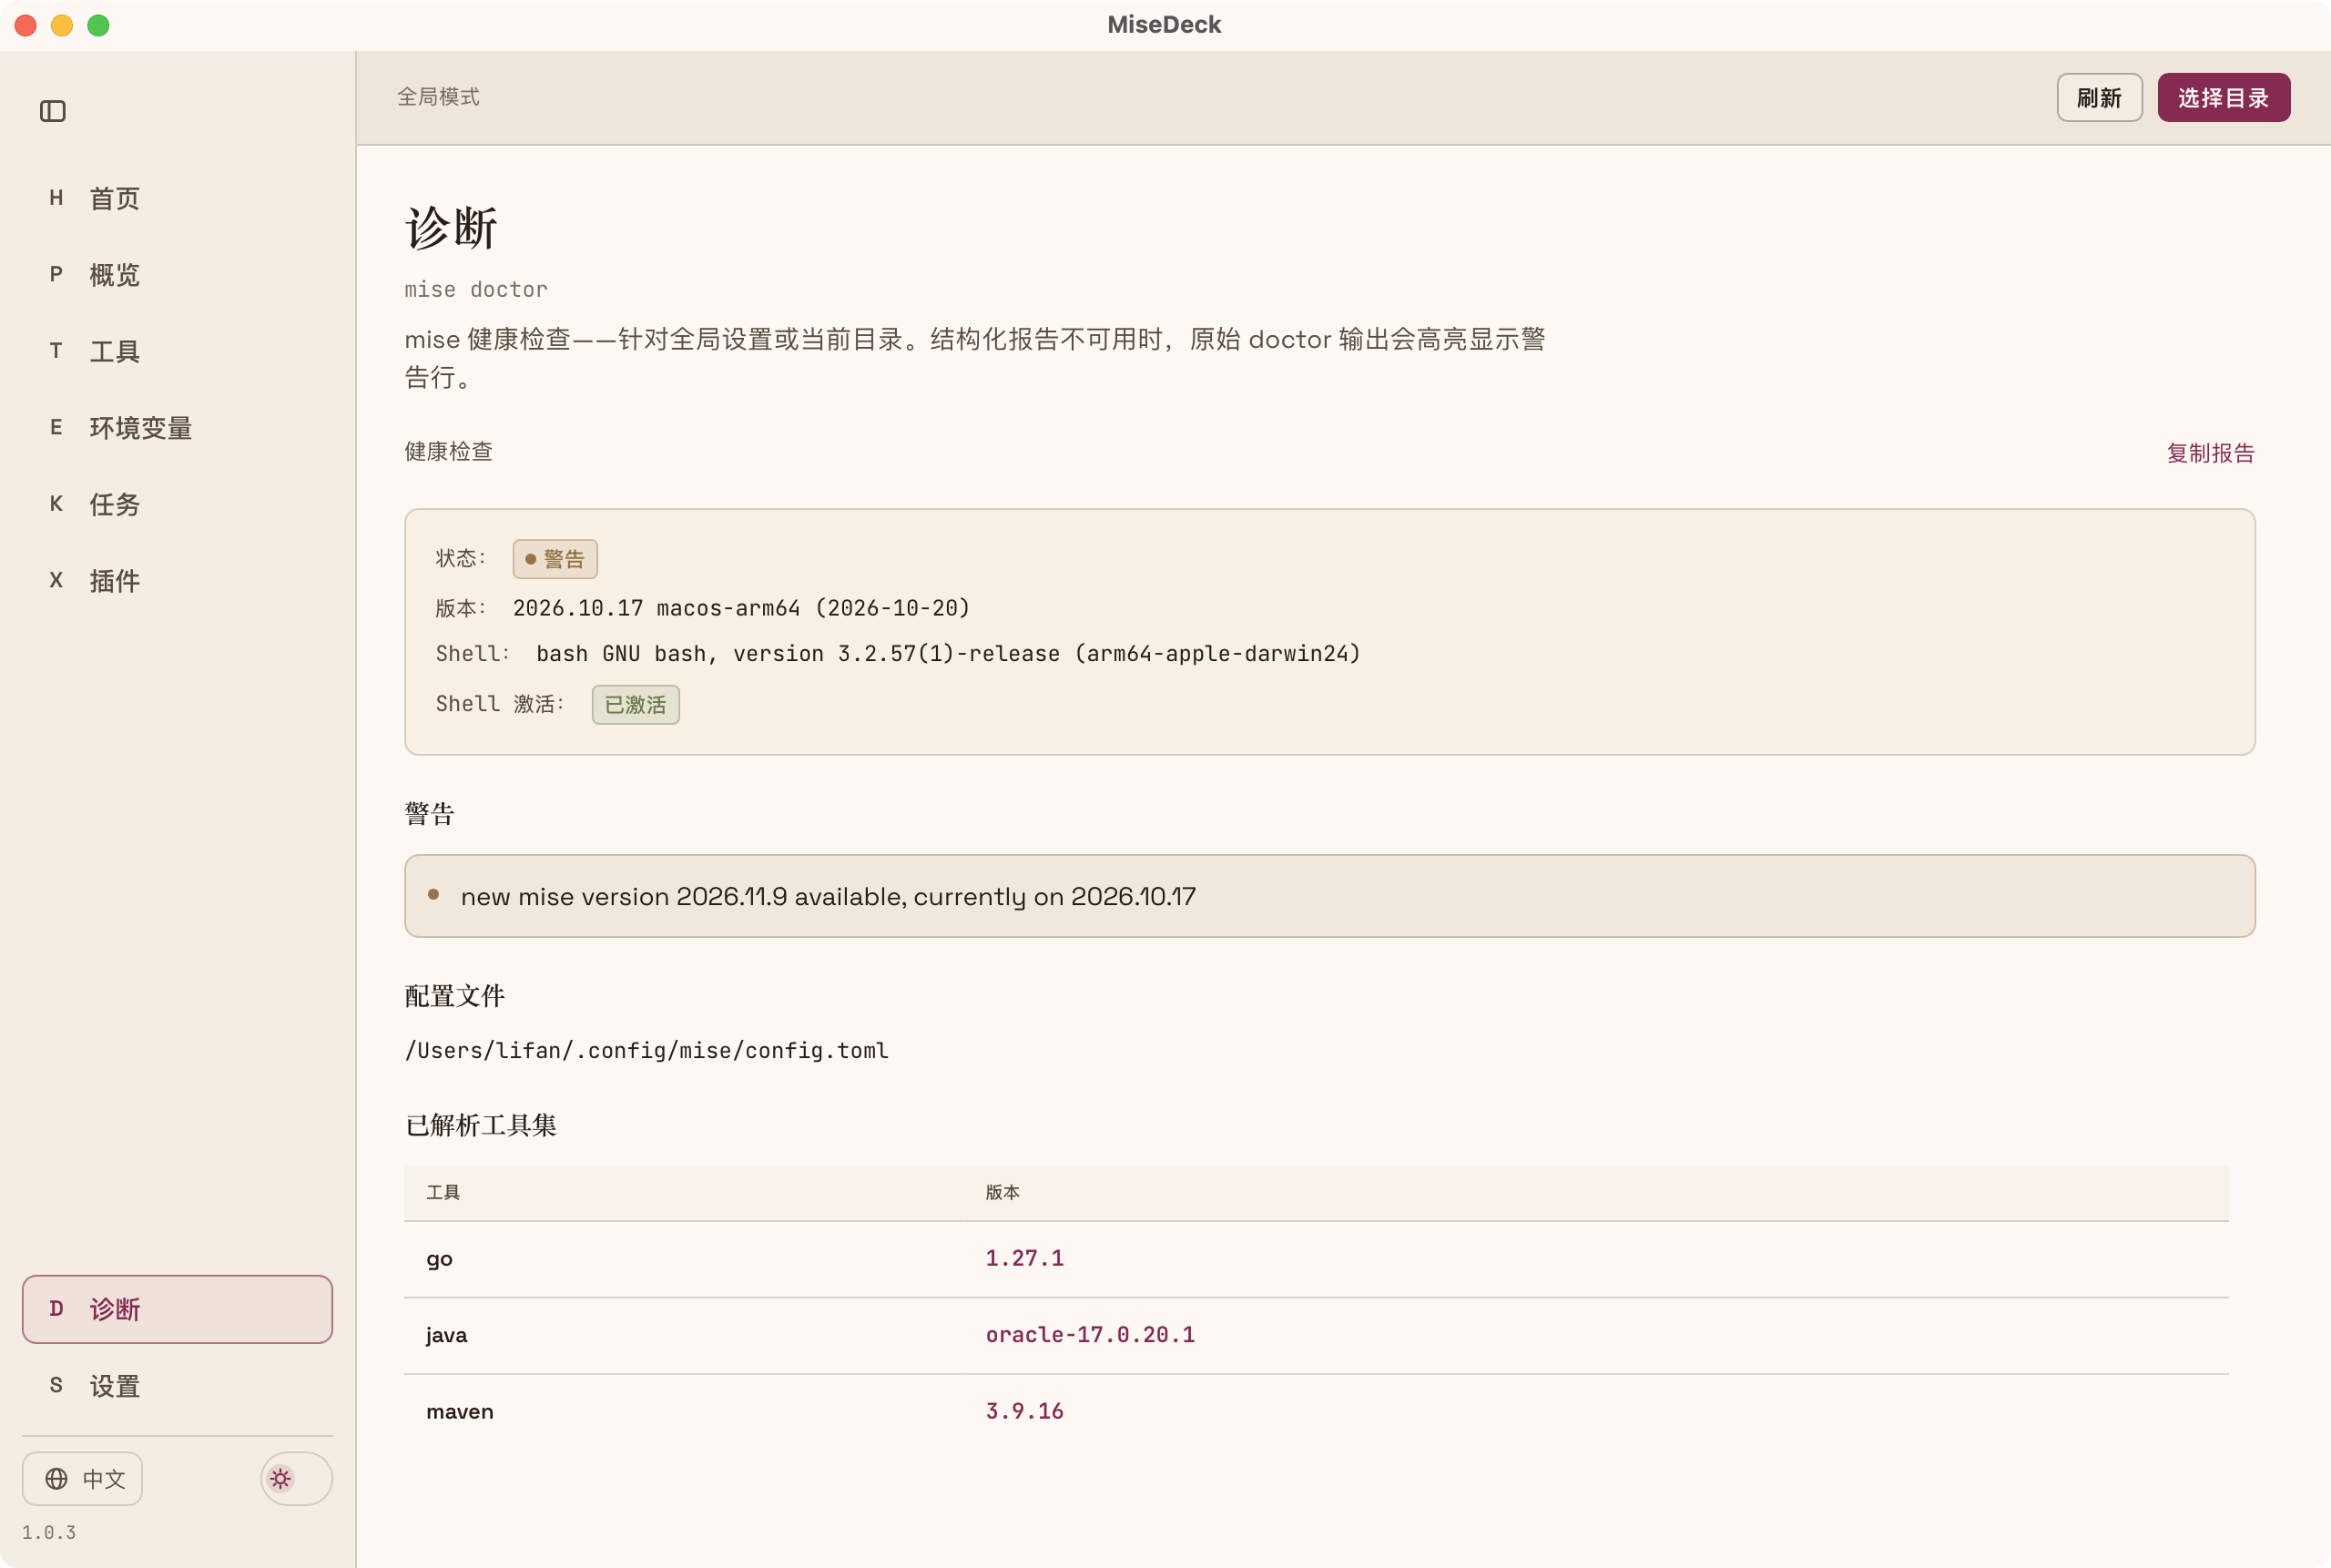 MiseDeck
全局模式
刷新
选择目录
H 首页
P 概览
T 工具
E 环境变量
K 任务
X 插件
D 诊断
S 设置
中文
1.0.3
诊断
mise doctor
mise 健康检查——针对全局设置或当前目录。结构化报告不可用时，原始 doctor 输出会高亮显示警
告行。
健康检查
复制报告
状态： 警告
版本： 2026.10.17 macos-arm64 (2026-10-20)
Shell： bash GNU bash, version 3.2.57(1)-release (arm64-apple-darwin24)
Shell 激活： 已激活
警告
new mise version 2026.11.9 available, currently on 2026.10.17
配置文件
/Users/lifan/.config/mise/config.toml
已解析工具集
工具 版本
go 1.27.1
java oracle-17.0.20.1
maven 3.9.16